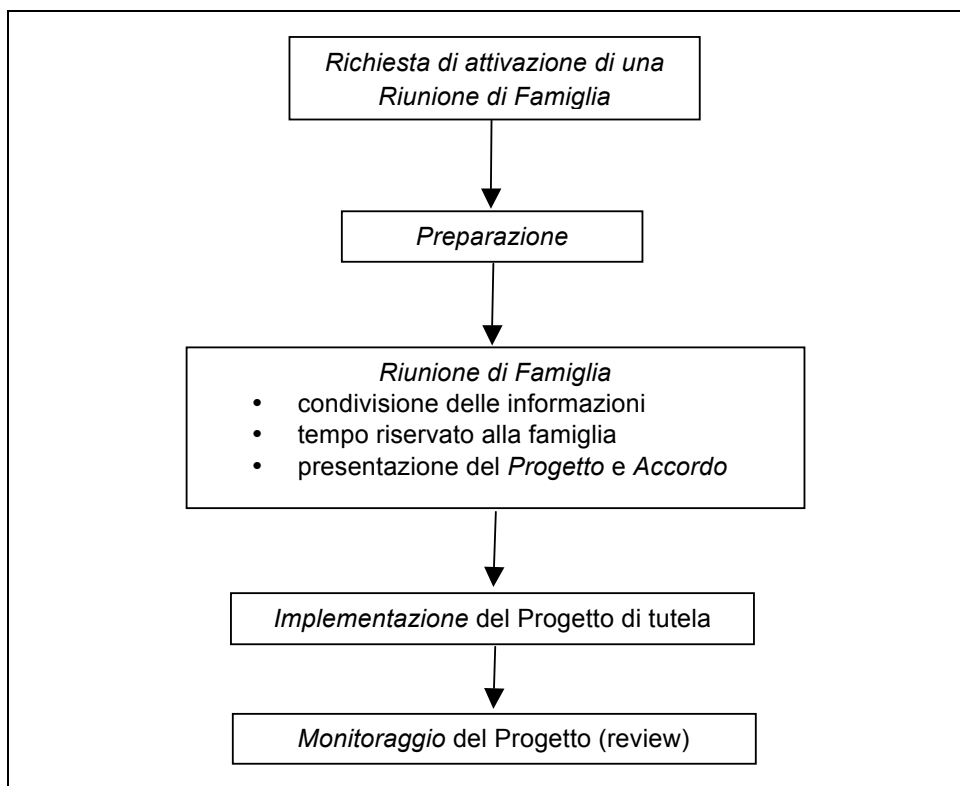 Richiesta di attivazione di una
Riunione di Famiglia
Preparazione
Riunione di Famiglia
• condivisione delle informazioni
• tempo riservato alla famiglia
• presentazione del Progetto e Accordo
Implementazione del Progetto di tutela
Monitoraggio del Progetto (review)